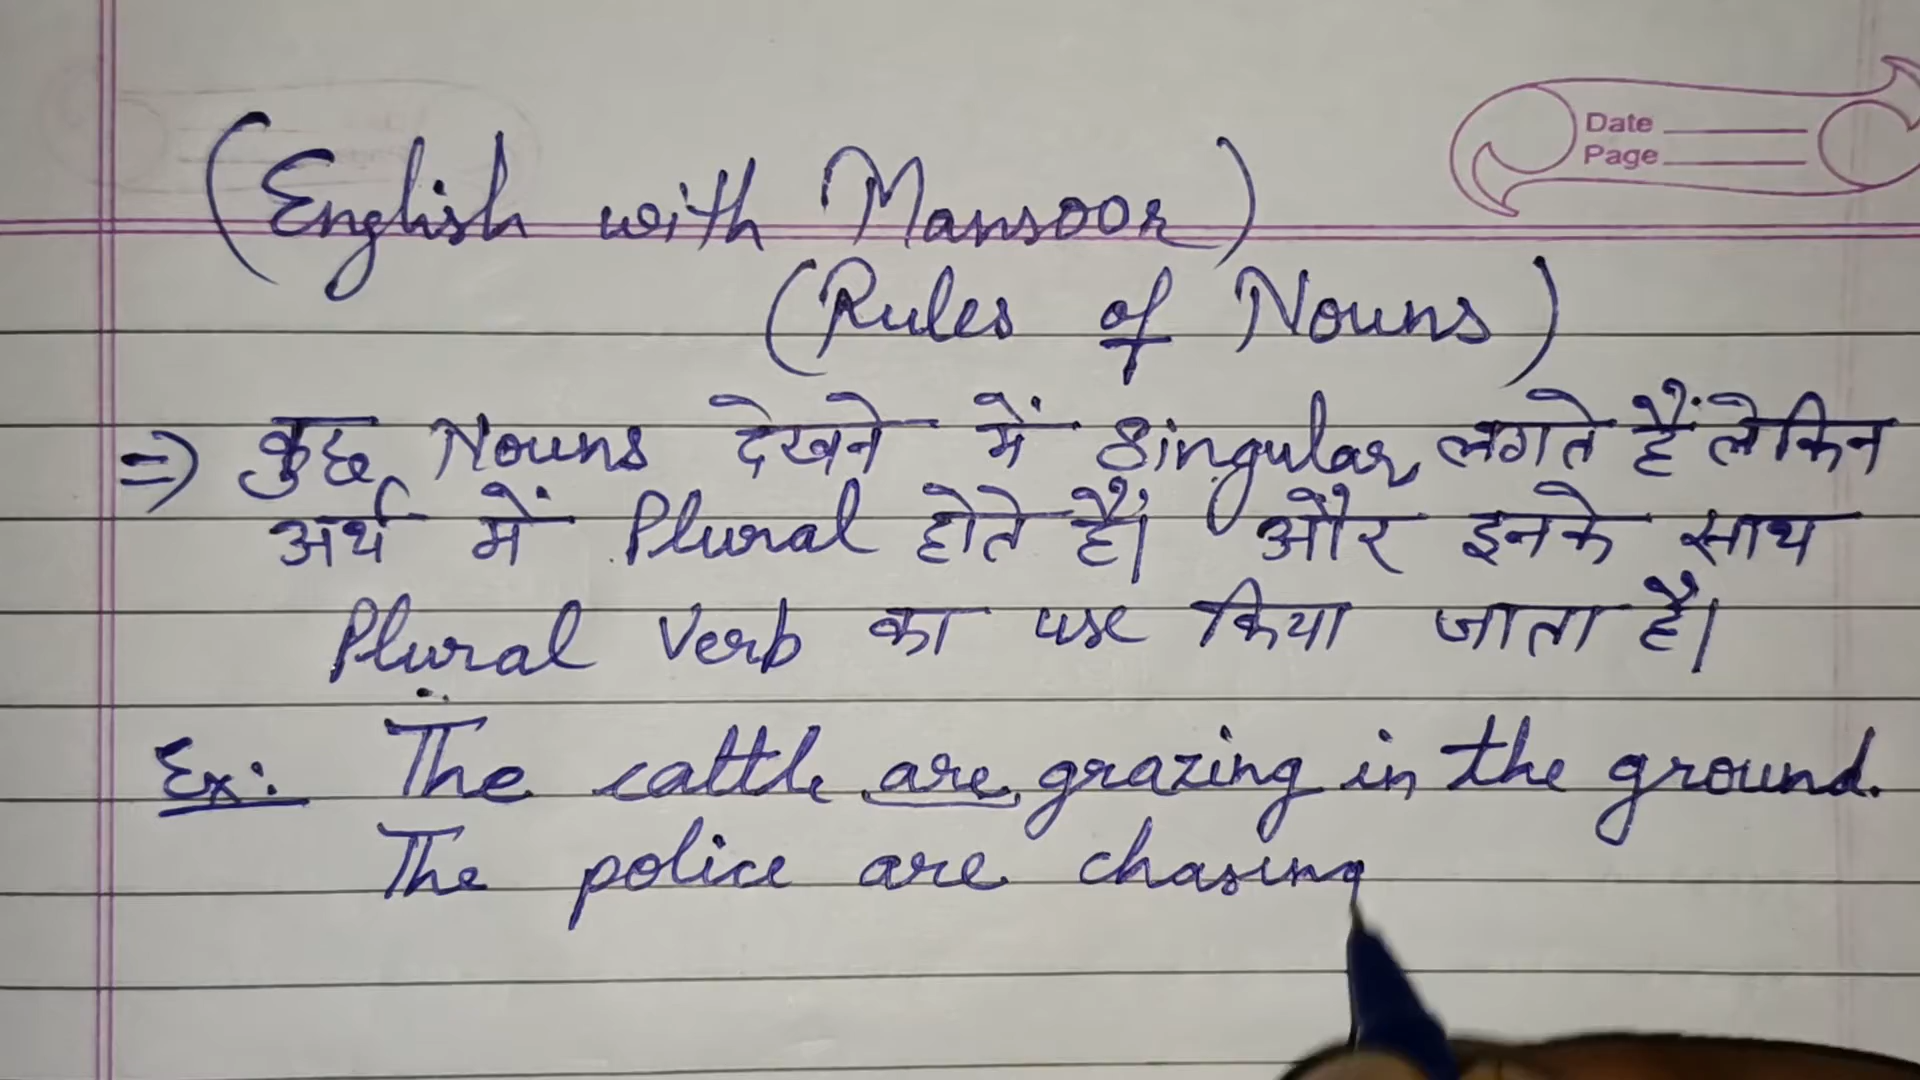 Date
Page
(English with Mansoor)
(Rules of Nouns)
=> कुछ Nouns देखने में Singular लगते हैं लेकिन
अर्थ में Plural होते हैं। और इनके साथ
Plural Verb का use किया जाता है।
Ex: The cattle are grazing in the ground.
The police are chasing